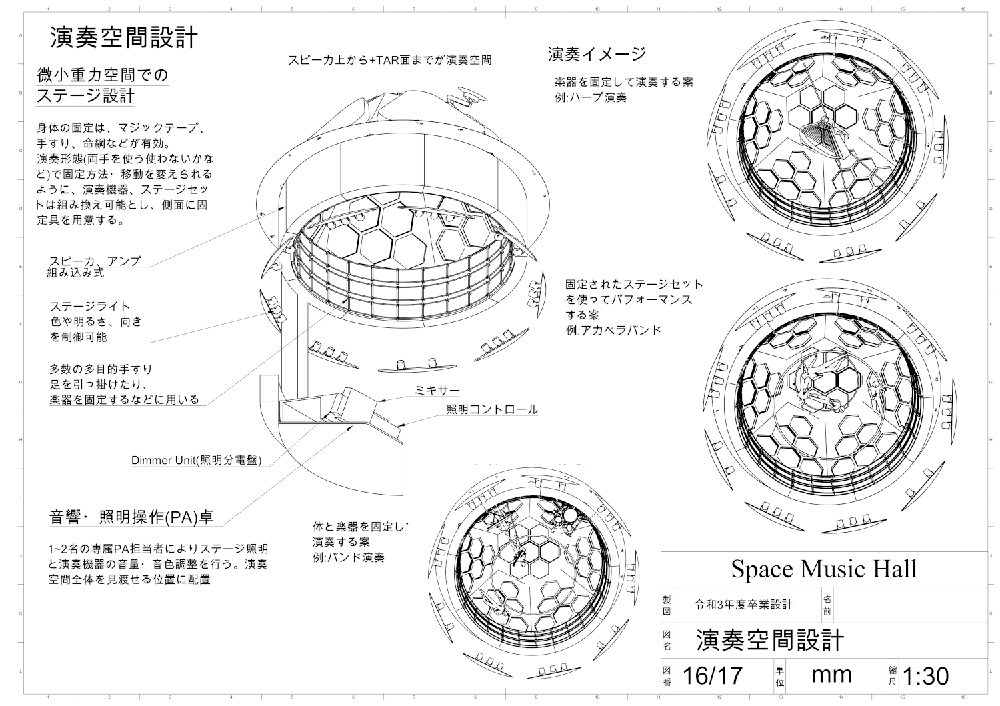 演奏空間設計
微小重力空間での
ステージ設計
身体の固定は、マジックテープ、
手すり、命綱などが有効。
演奏形態(両手を使う使わないかな
ど)で固定方法・移動を変えられる
ように、演奏機器、ステージセッ
トは組み換え可能とし、側面に固
定具を用意する。
スピーカ、アンプ
組み込み式
ステージライト
色や明るさ、向き
を制御可能
多数の多目的手すり
足を引っ掛けたり、
楽器を固定するなどに用いる
スピーカ上から+TAR面までが演奏空間
ミキサー
照明コントロール
Dimmer Unit(照明分電盤)
音響・照明操作(PA)卓
1~2名の専属PA担当者によりステージ照明
と演奏機器の音量・音色調整を行う。演奏
空間全体を見渡せる位置に配置
演奏イメージ
楽器を固定して演奏する案
例:ハープ演奏
固定されたステージセット
を使ってパフォーマンス
する案
例:アカペラバンド
体と楽器を固定し
演奏する案
例:バンド演奏
Space Music Hall
製図 令和3年度卒業設計 名前
図名 演奏空間設計
図番 16/17 単位 mm 縮尺 1:30